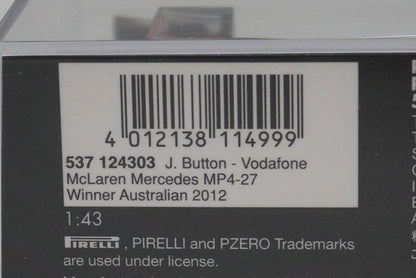 4 012138 114999
537 124303 J. Button - Vodafone
McLaren Mercedes MP4-27
Winner Australian 2012
1:43
PIRELLI, PIRELLI and PZERO Trademarks
are used under license.